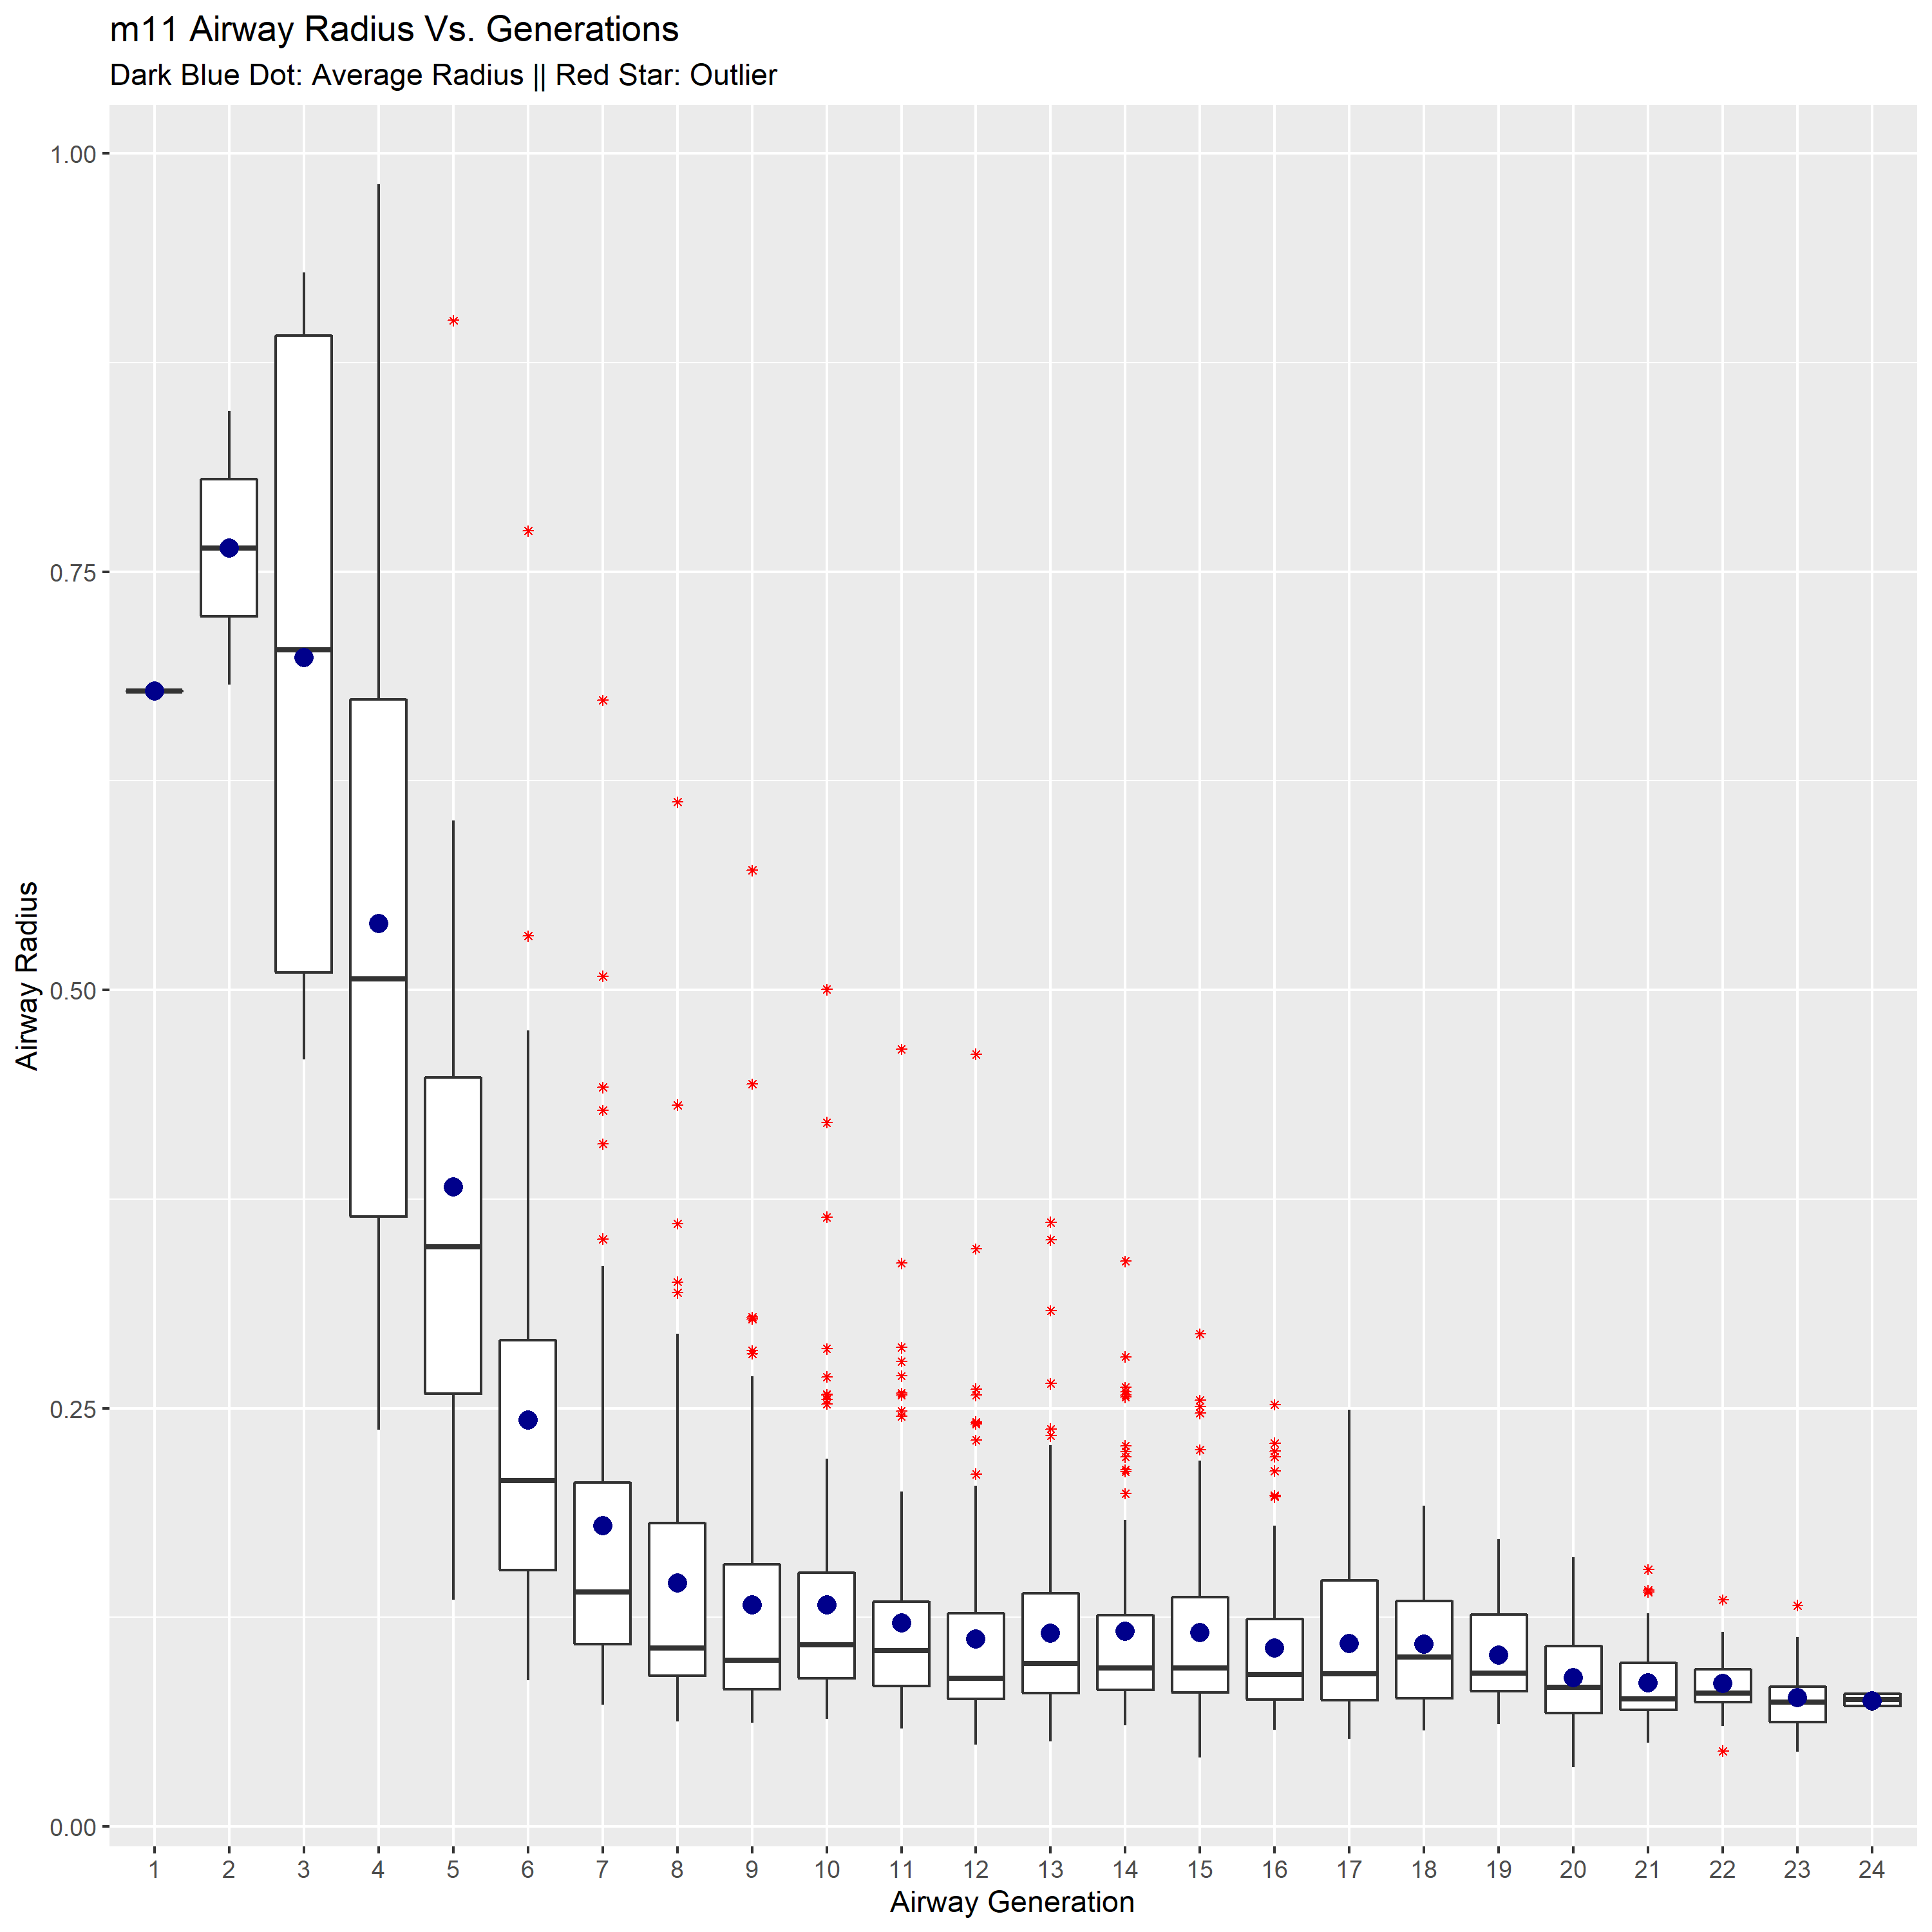 m11 Airway Radius Vs. Generations
Dark Blue Dot: Average Radius || Red Star: Outlier
Airway Radius
1.00
0.75
0.50
0.25
0.00
1 2 3 4 5 6 7 8 9 10 11 12 13 14 15 16 17 18 19 20 21 22 23 24
Airway Generation